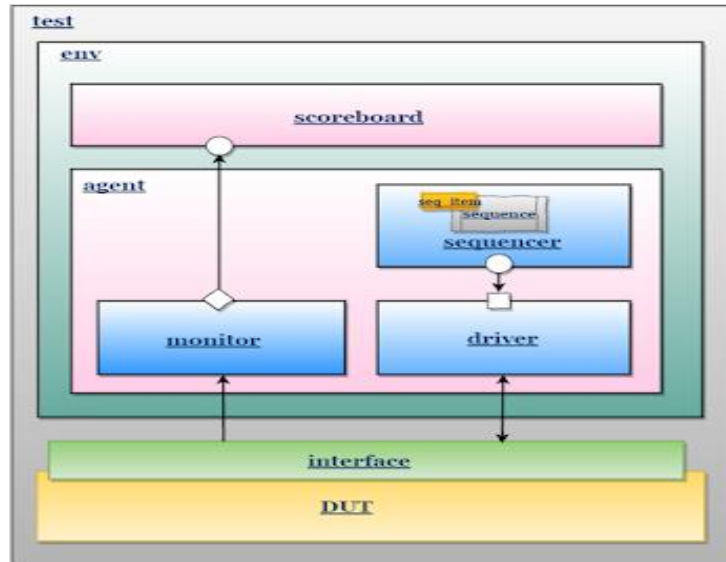 test
env
scoreboard
agent
seq_item
sequence
sequencer
monitor
driver
interface
DUT